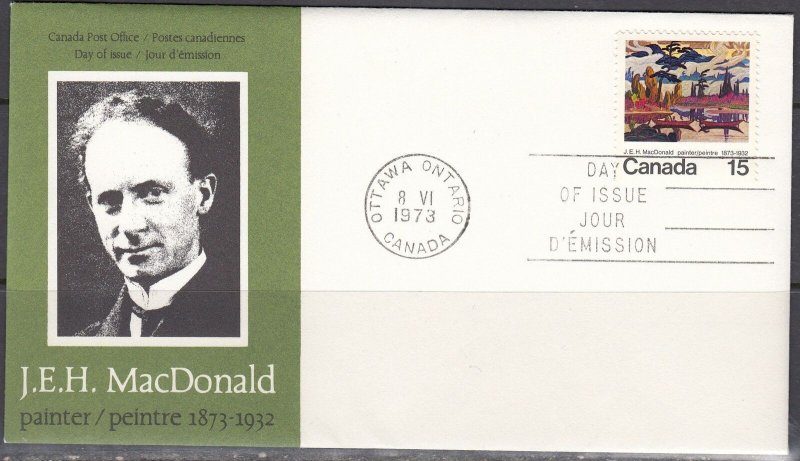 Canada Post Office / Postes canadiennes
Day of issue / Jour d'émission
J.E.H. MacDonald
painter / peintre 1873-1932
OTTAWA ONTARIO
8 VI
1973
CANADA
J.E.H. MacDonald painter/peintre 1873-1932
Canada 15
DAY
OF ISSUE
JOUR
D'ÉMISSION